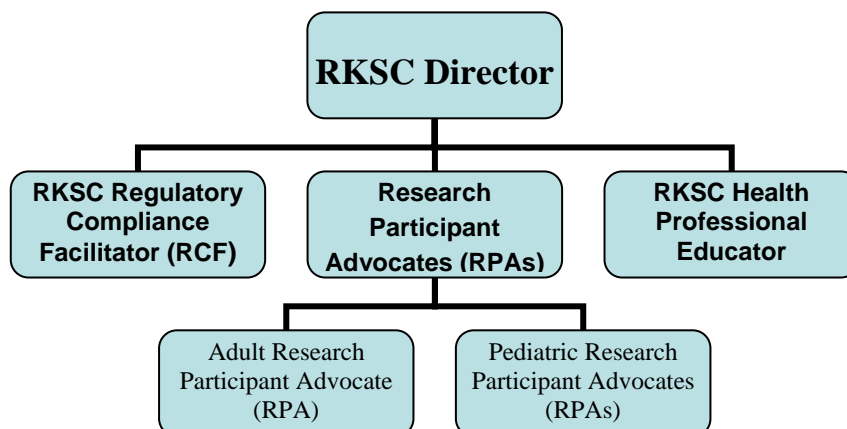 RKSC Director
RKSC Regulatory
Compliance
Facilitator (RCF)
Research
Participant
Advocates (RPAs)
RKSC Health
Professional
Educator
Adult Research
Participant Advocate
(RPA)
Pediatric Research
Participant Advocates
(RPAs)